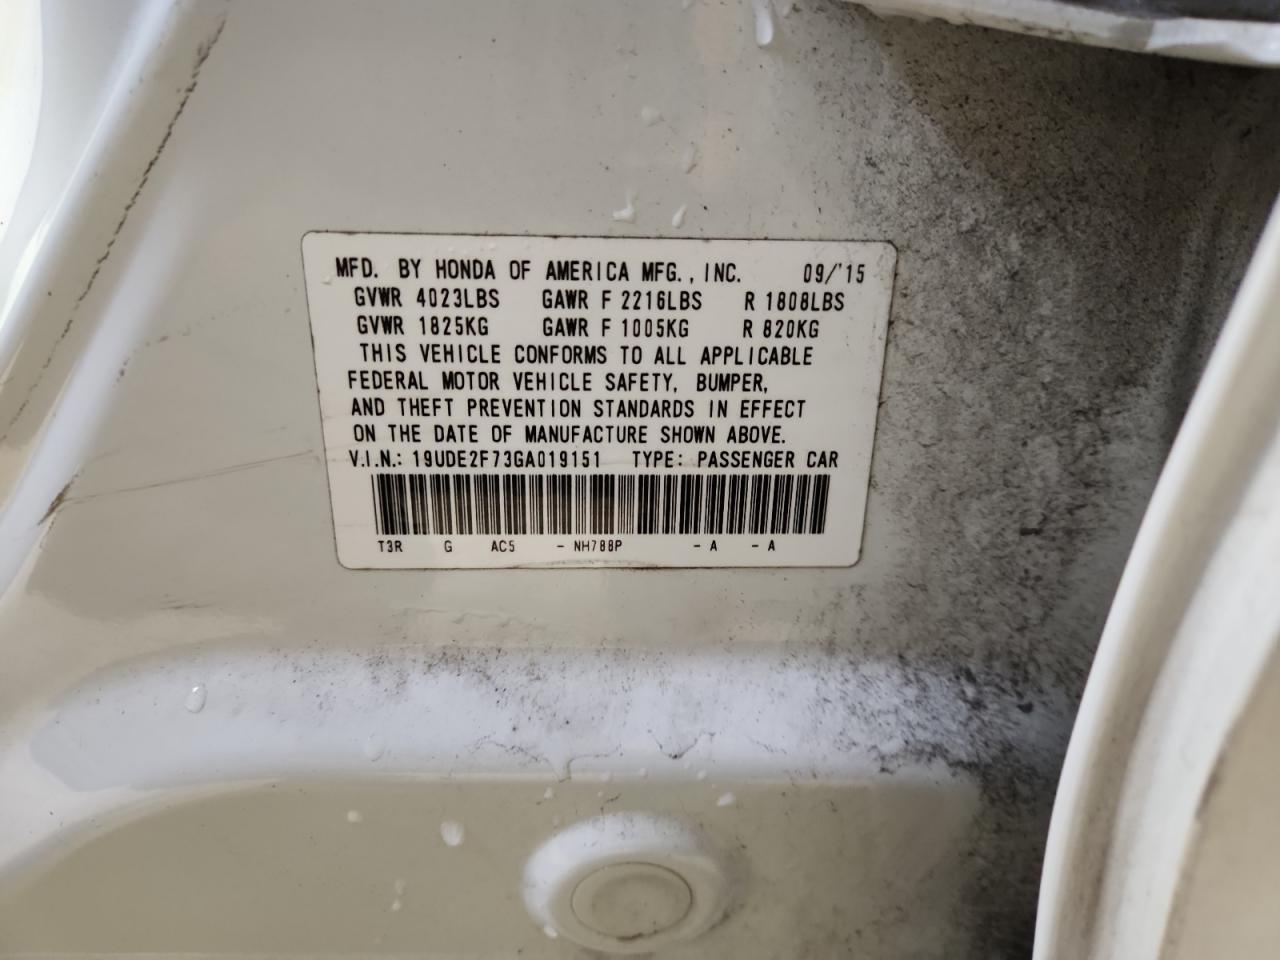 MFD. BY HONDA OF AMERICA MFG., INC. 09/'15
GVWR 4023LBS GAWR F 2216LBS R 1808LBS
GVWR 1825KG GAWR F 1005KG R 820KG
THIS VEHICLE CONFORMS TO ALL APPLICABLE
FEDERAL MOTOR VEHICLE SAFETY, BUMPER,
AND THEFT PREVENTION STANDARDS IN EFFECT
ON THE DATE OF MANUFACTURE SHOWN ABOVE.
V.I.N.: 19UDE2F73GA019151 TYPE: PASSENGER CAR
T3R G AC5 - NH788P - A - A